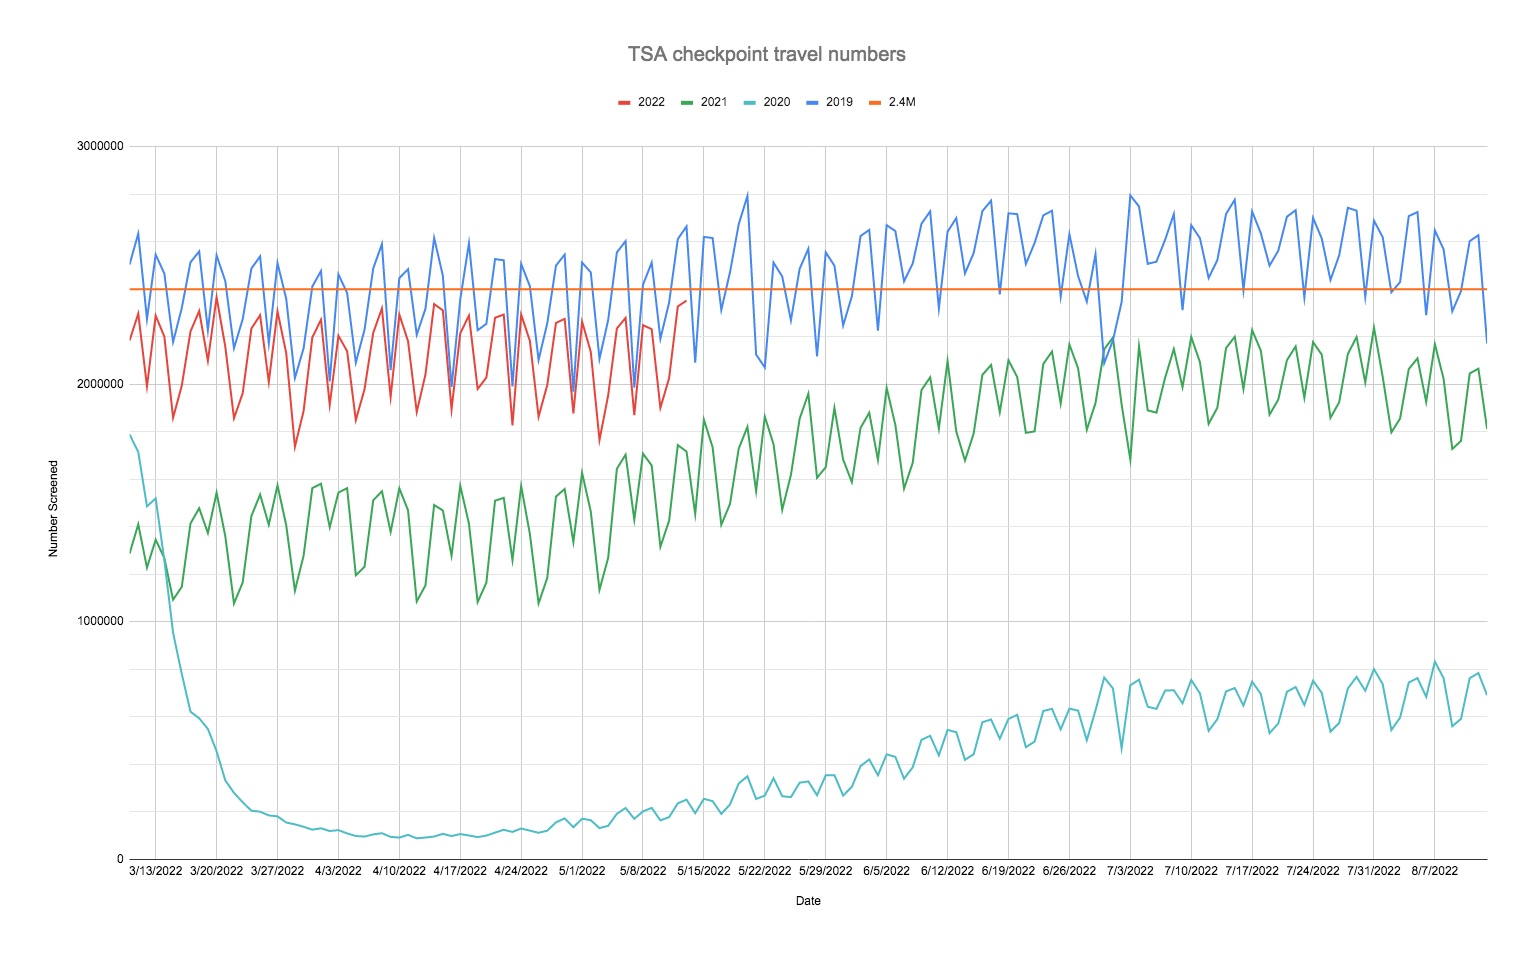 TSA checkpoint travel numbers
2022 2021 2020 2019 2.4M
3000000
2000000
1000000
0
Number Screened
3/13/2022 3/20/2022 3/27/2022 4/3/2022 4/10/2022 4/17/2022 4/24/2022 5/1/2022 5/8/2022 5/15/2022 5/22/2022 5/29/2022 6/5/2022 6/12/2022 6/19/2022 6/26/2022 7/3/2022 7/10/2022 7/17/2022 7/24/2022 7/31/2022 8/7/2022
Date